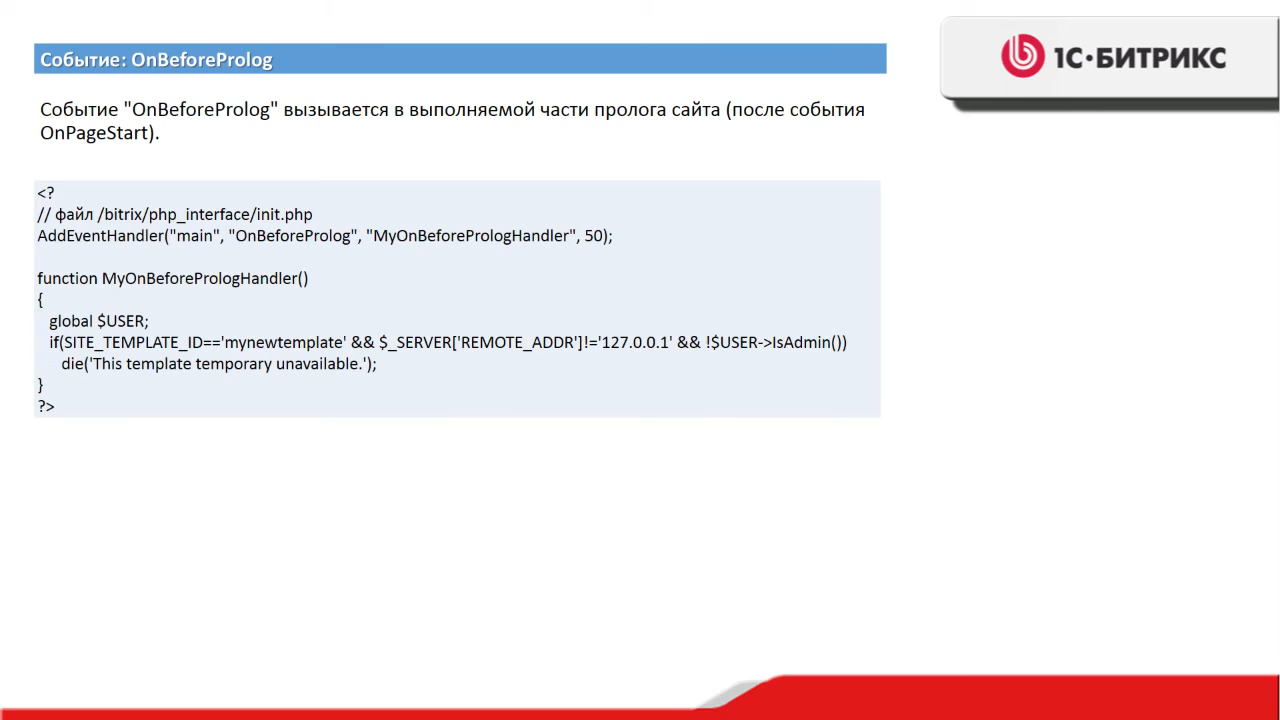 Событие: OnBeforeProlog
1С·БИТРИКС
Событие "OnBeforeProlog" вызывается в выполняемой части пролога сайта (после события
OnPageStart).
<?
// файл /bitrix/php_interface/init.php
AddEventHandler("main", "OnBeforeProlog", "MyOnBeforePrologHandler", 50);
function MyOnBeforePrologHandler()
{
global $USER;
if(SITE_TEMPLATE_ID=='mynewtemplate' && $_SERVER['REMOTE_ADDR']!='127.0.0.1' && !$USER->IsAdmin())
die('This template temporary unavailable.');
}
?>